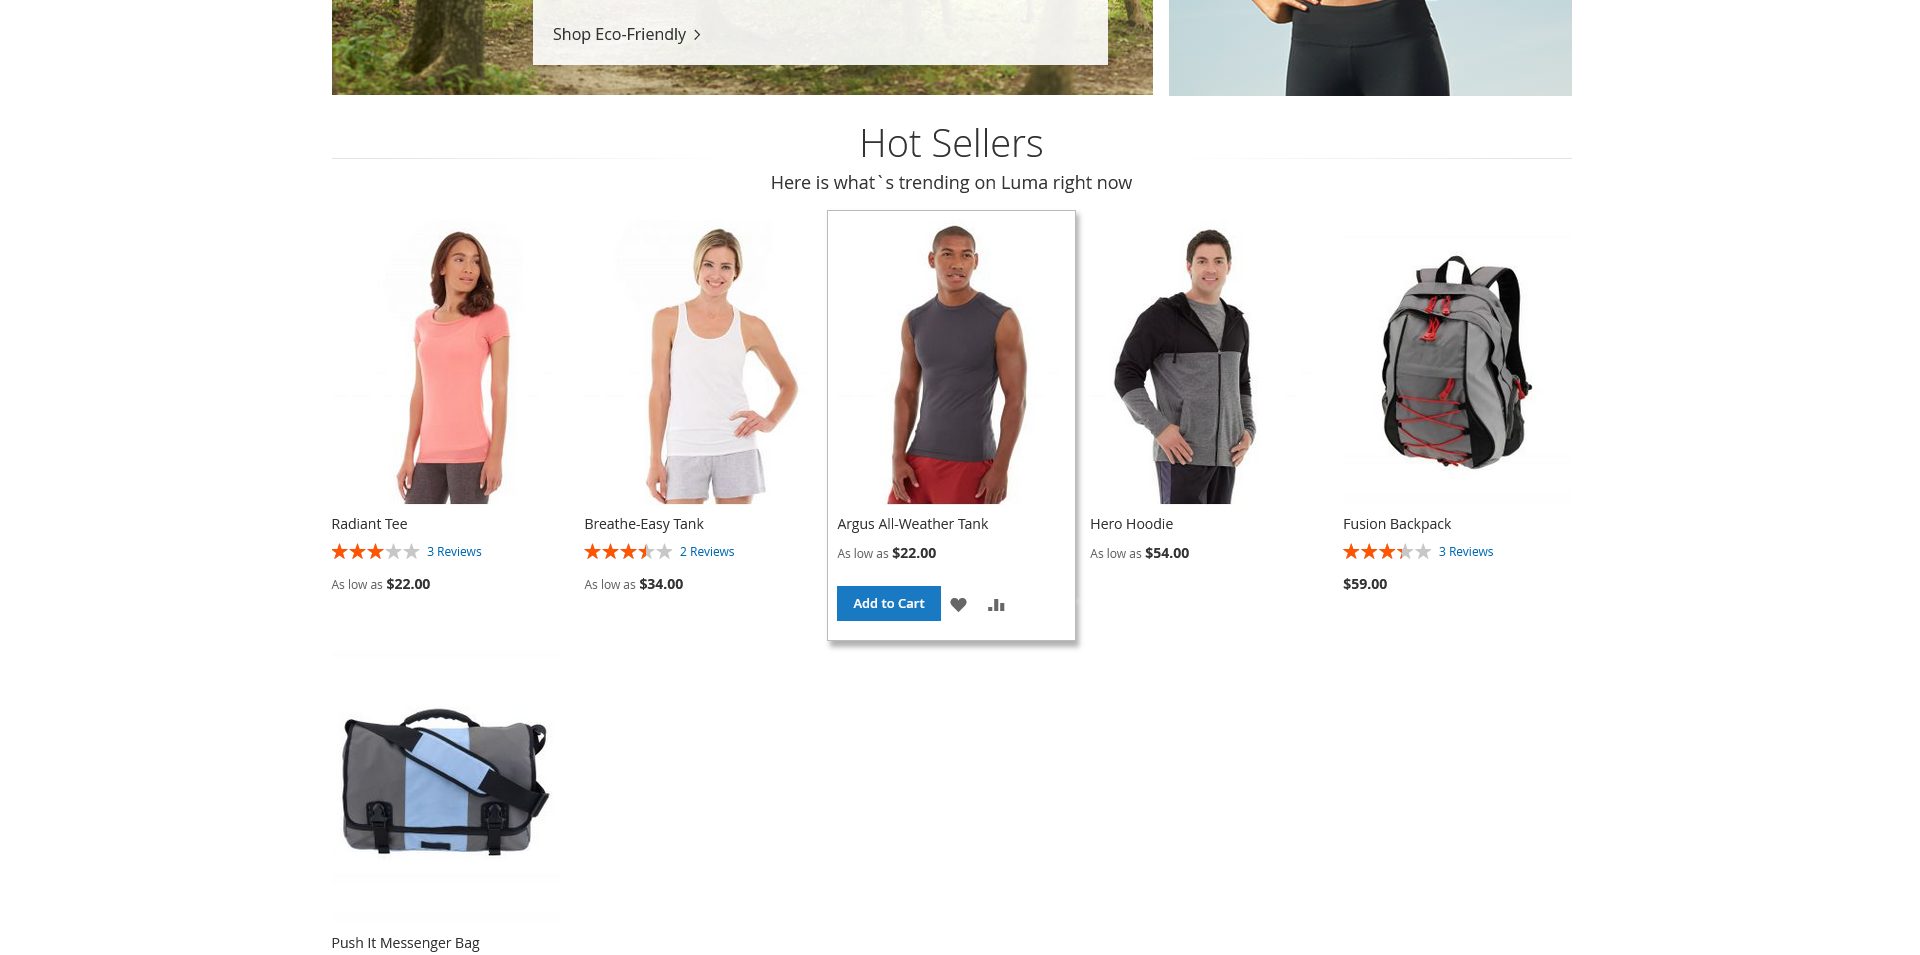 Shop Eco-Friendly
Hot Sellers
Here is what`s trending on Luma right now
Radiant Tee
3 Reviews
As low as $22.00
Breathe-Easy Tank
2 Reviews
As low as $34.00
Argus All-Weather Tank
As low as $22.00
Add to Cart
Hero Hoodie
As low as $54.00
Fusion Backpack
3 Reviews
$59.00
Push It Messenger Bag